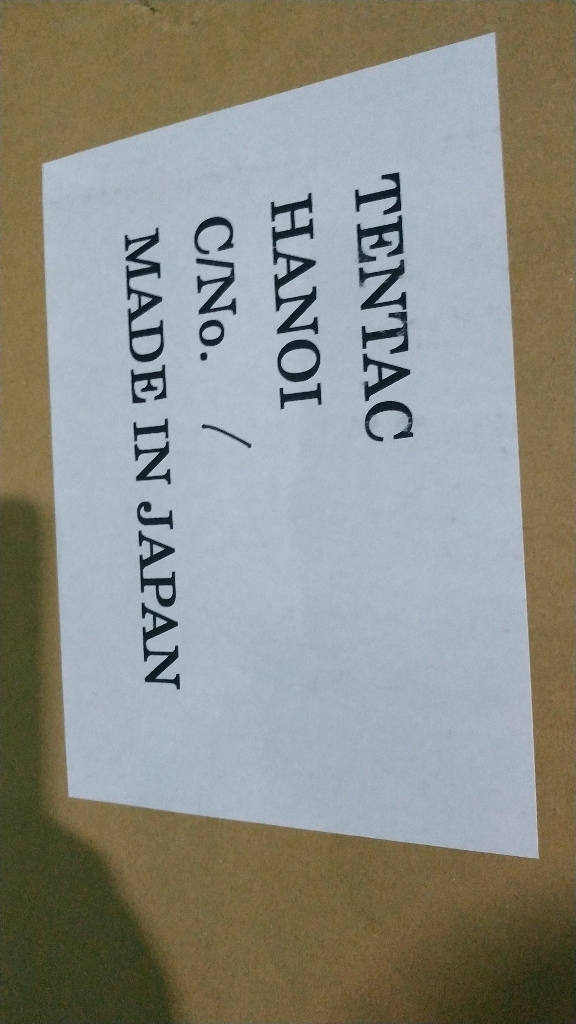 TENTAC
HANOI
C/No. /
MADE IN JAPAN